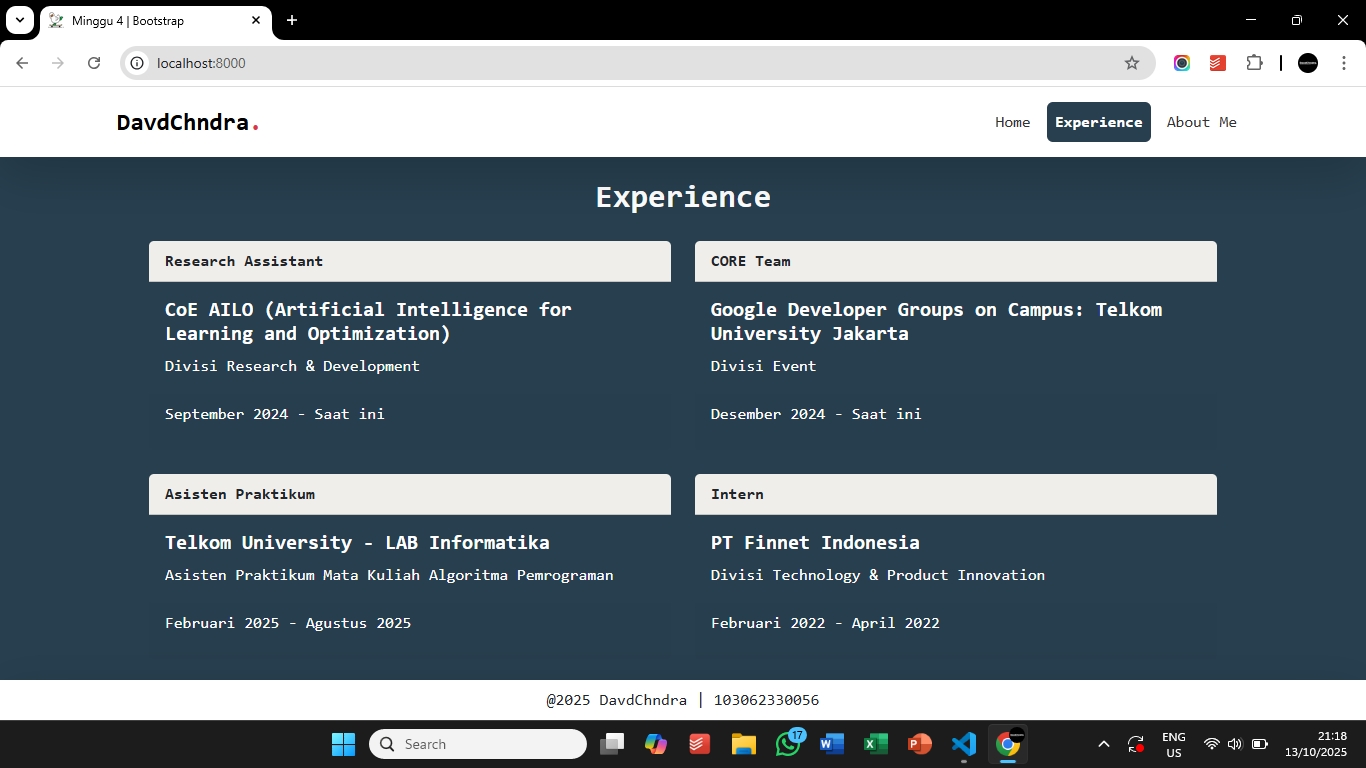 Minggu 4 | Bootstrap
localhost:8000
DavdChndra.
Home
Experience
About Me
Experience
Research Assistant
CoE AILO (Artificial Intelligence for
Learning and Optimization)
Divisi Research & Development
September 2024 - Saat ini
CORE Team
Google Developer Groups on Campus: Telkom
University Jakarta
Divisi Event
Desember 2024 - Saat ini
Asisten Praktikum
Telkom University - LAB Informatika
Asisten Praktikum Mata Kuliah Algoritma Pemrograman
Februari 2025 - Agustus 2025
Intern
PT Finnet Indonesia
Divisi Technology & Product Innovation
Februari 2022 - April 2022
@2025 DavdChndra | 103062330056
Search
17
ENG
US
21:18
13/10/2025